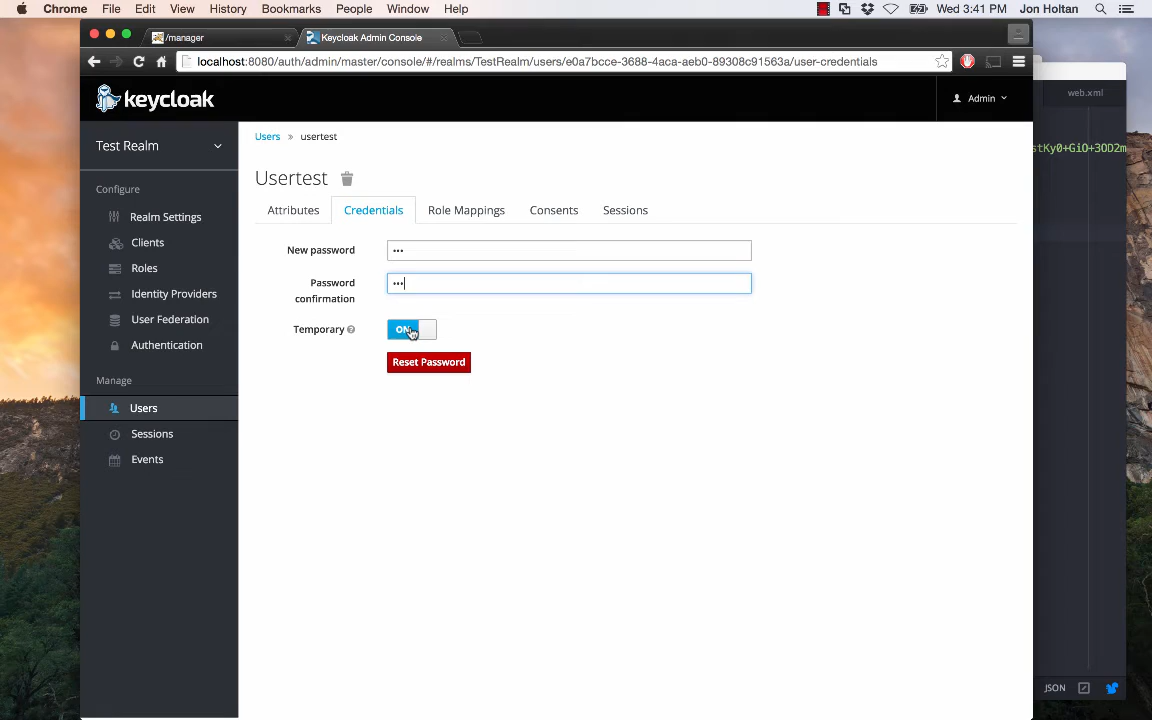 Chrome File Edit View History Bookmarks People Window Help Wed 3:41 PM Jon Holtan
/manager Keycloak Admin Console
localhost:8080/auth/admin/master/console/#/realms/TestRealm/users/e0a7bcce-3688-4aca-aeb0-89308c91563a/user-credentials
web.xml
keycloak Admin
Test Realm
Users » usertest
stKy0+GiO+3OD2m
Usertest
Configure
Attributes Credentials Role Mappings Consents Sessions
Realm Settings
Clients
Roles
Identity Providers
User Federation
Authentication
New password •••
Password confirmation •••
Temporary ON
Reset Password
Manage
Users
Sessions
Events
JSON